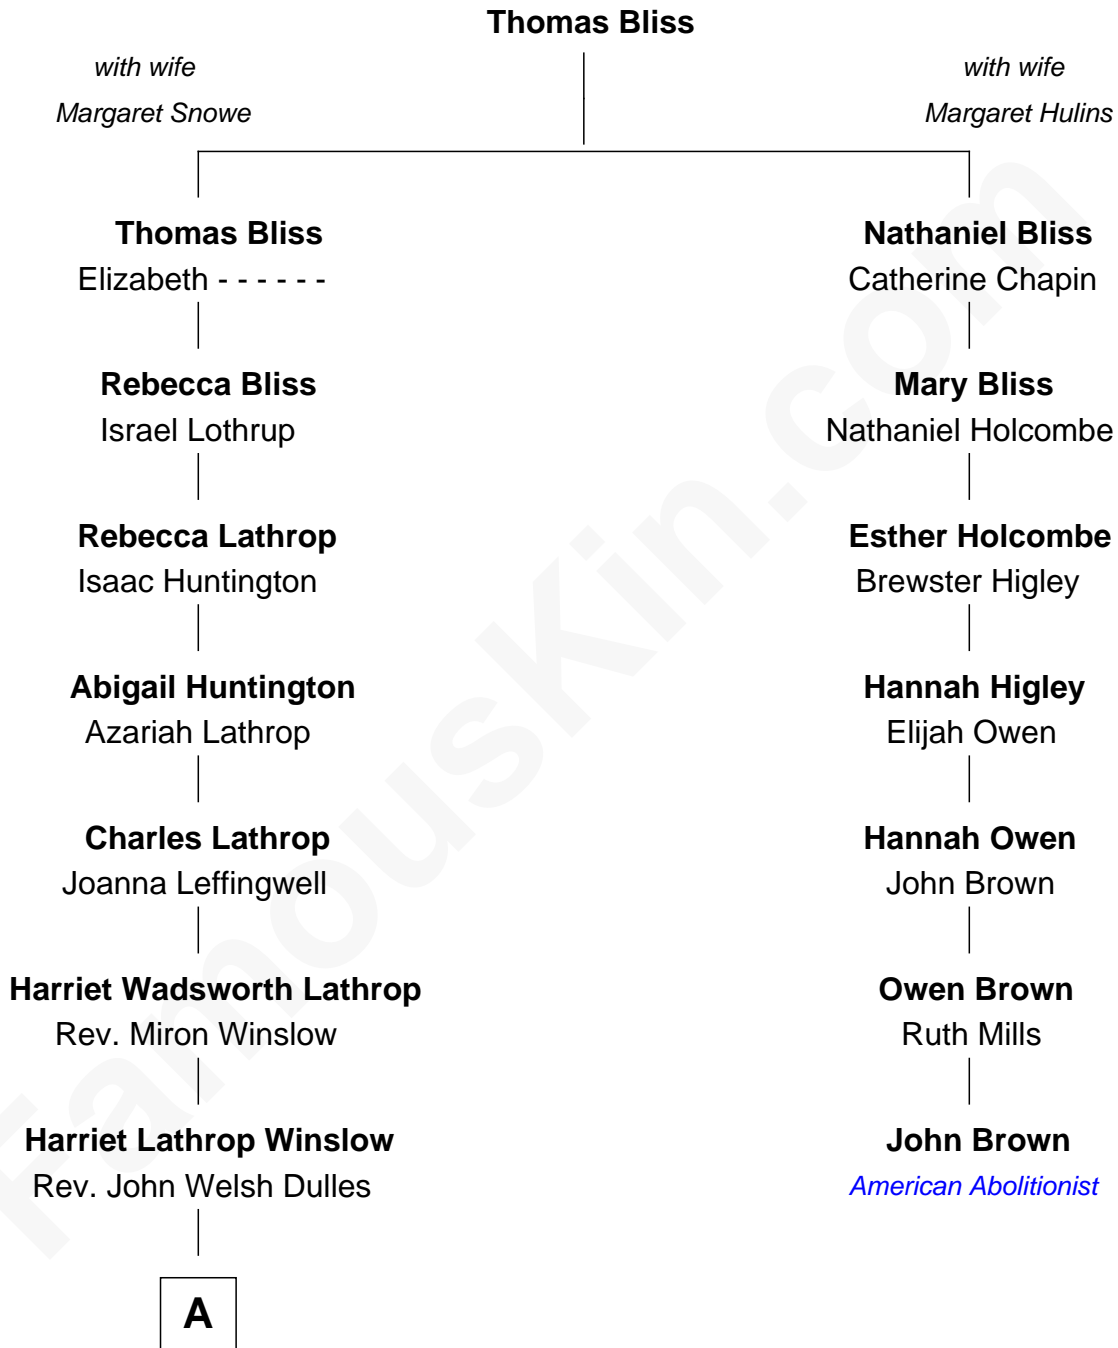 Thomas Bliss
with wife
Margaret Snowe
with wife
Margaret Hulins
Thomas Bliss
Elizabeth - - - - - -
Nathaniel Bliss
Catherine Chapin
Rebecca Bliss
Israel Lothrup
Mary Bliss
Nathaniel Holcombe
Rebecca Lathrop
Isaac Huntington
Esther Holcombe
Brewster Higley
Abigail Huntington
Azariah Lathrop
Hannah Higley
Elijah Owen
Charles Lathrop
Joanna Leffingwell
Hannah Owen
John Brown
Harriet Wadsworth Lathrop
Rev. Miron Winslow
Owen Brown
Ruth Mills
Harriet Lathrop Winslow
Rev. John Welsh Dulles
John Brown
American Abolitionist
A
FamousKin.com